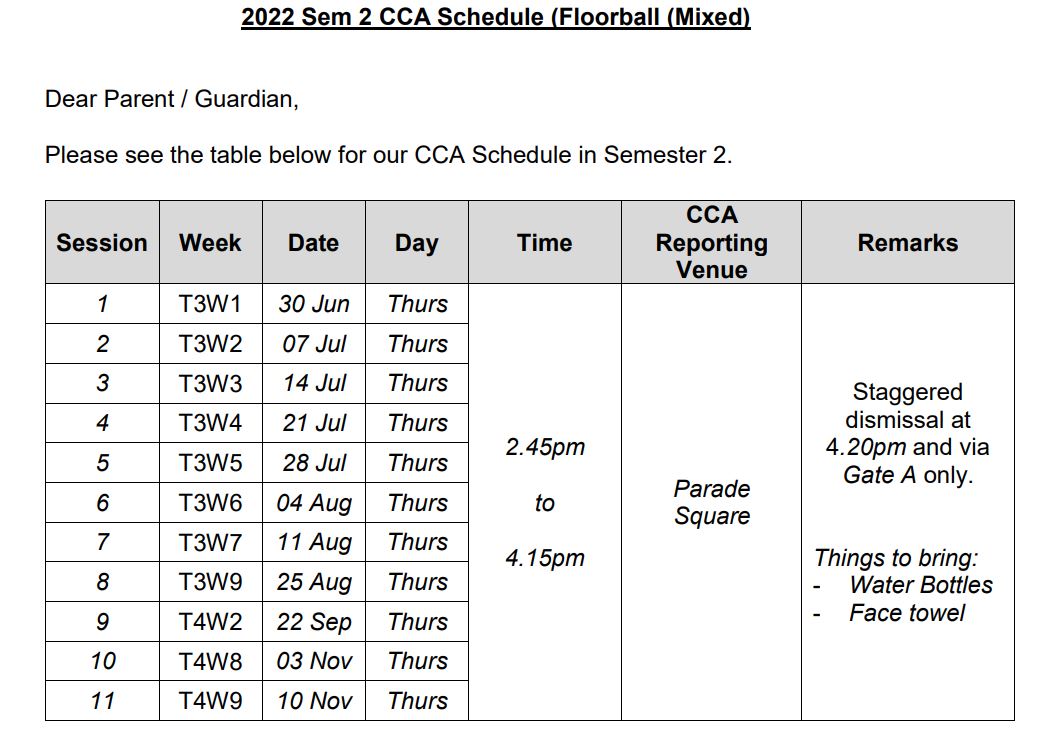 2022 Sem 2 CCA Schedule (Floorball (Mixed)
Dear Parent / Guardian,
Please see the table below for our CCA Schedule in Semester 2.
Session Week Date Day Time CCA Reporting Venue Remarks
1 T3W1 30 Jun Thurs
2 T3W2 07 Jul Thurs
3 T3W3 14 Jul Thurs
4 T3W4 21 Jul Thurs
5 T3W5 28 Jul Thurs
6 T3W6 04 Aug Thurs
7 T3W7 11 Aug Thurs
8 T3W9 25 Aug Thurs
9 T4W2 22 Sep Thurs
10 T4W8 03 Nov Thurs
11 T4W9 10 Nov Thurs
2.45pm
to
4.15pm
Parade
Square
Staggered
dismissal at
4.20pm and via
Gate A only.
Things to bring:
- Water Bottles
- Face towel